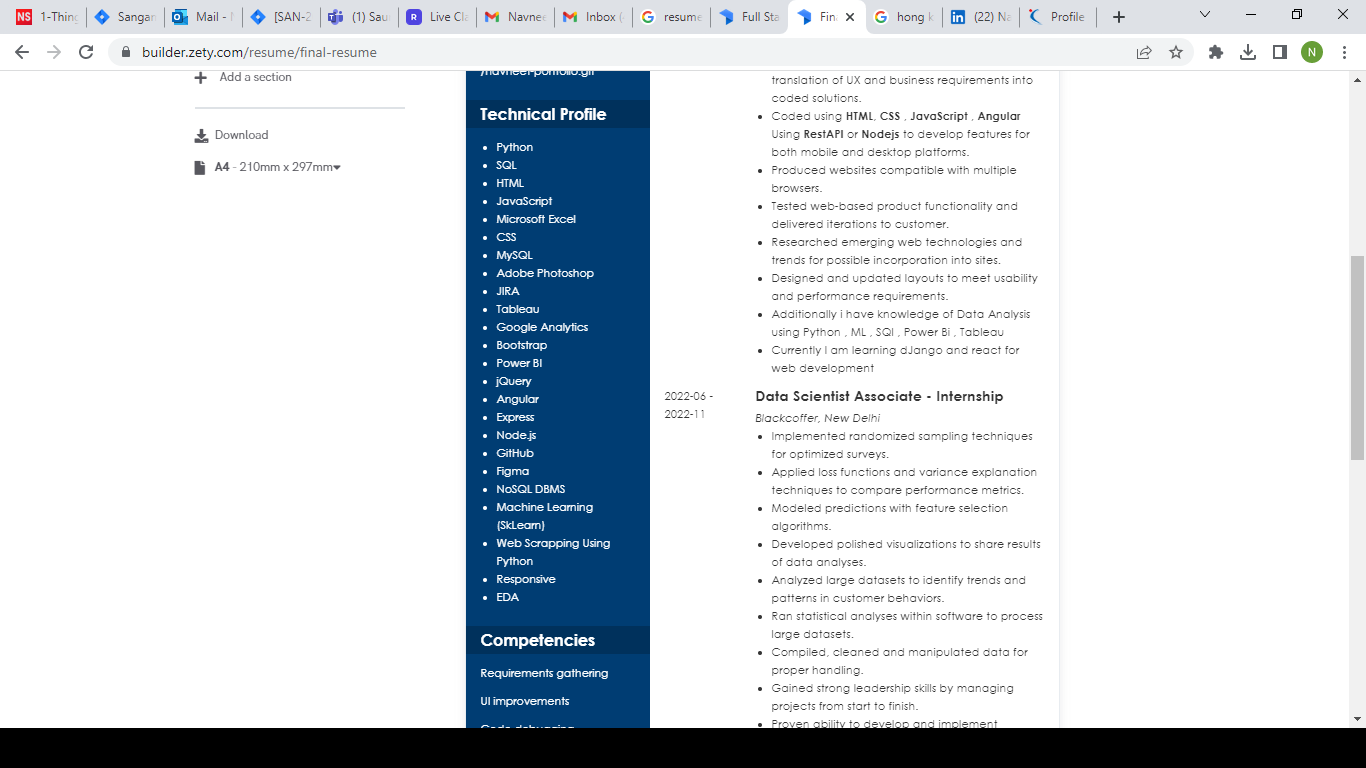 1-Thing
Sangam
Mail - N
[SAN-2
(1) Sau
Live Cla
Navnee
Inbox (
resume
Full Sta
Fin
hong k
(22) Na
Profile
builder.zety.com/resume/final-resume
N
Add a section
Download
A4 - 210mm x 297mm
/navneet-portfolio.git
Technical Profile
Python
SQL
HTML
JavaScript
Microsoft Excel
CSS
MySQL
Adobe Photoshop
JIRA
Tableau
Google Analytics
Bootstrap
Power BI
jQuery
Angular
Express
Node.js
GitHub
Figma
NoSQL DBMS
Machine Learning
(SkLearn)
Web Scrapping Using
Python
Responsive
EDA
Competencies
Requirements gathering
UI improvements
Code debugging
translation of UX and business requirements into
coded solutions.
Coded using HTML, CSS , JavaScript , Angular
Using RestAPI or Nodejs to develop features for
both mobile and desktop platforms.
Produced websites compatible with multiple
browsers.
Tested web-based product functionality and
delivered iterations to customer.
Researched emerging web technologies and
trends for possible incorporation into sites.
Designed and updated layouts to meet usability
and performance requirements.
Additionally i have knowledge of Data Analysis
using Python , ML , SQl , Power Bi , Tableau
Currently I am learning dJango and react for
web development
2022-06 -
2022-11
Data Scientist Associate - Internship
Blackcoffer, New Delhi
Implemented randomized sampling techniques
for optimized surveys.
Applied loss functions and variance explanation
techniques to compare performance metrics.
Modeled predictions with feature selection
algorithms.
Developed polished visualizations to share results
of data analyses.
Analyzed large datasets to identify trends and
patterns in customer behaviors.
Ran statistical analyses within software to process
large datasets.
Compiled, cleaned and manipulated data for
proper handling.
Gained strong leadership skills by managing
projects from start to finish.
Proven ability to develop and implement